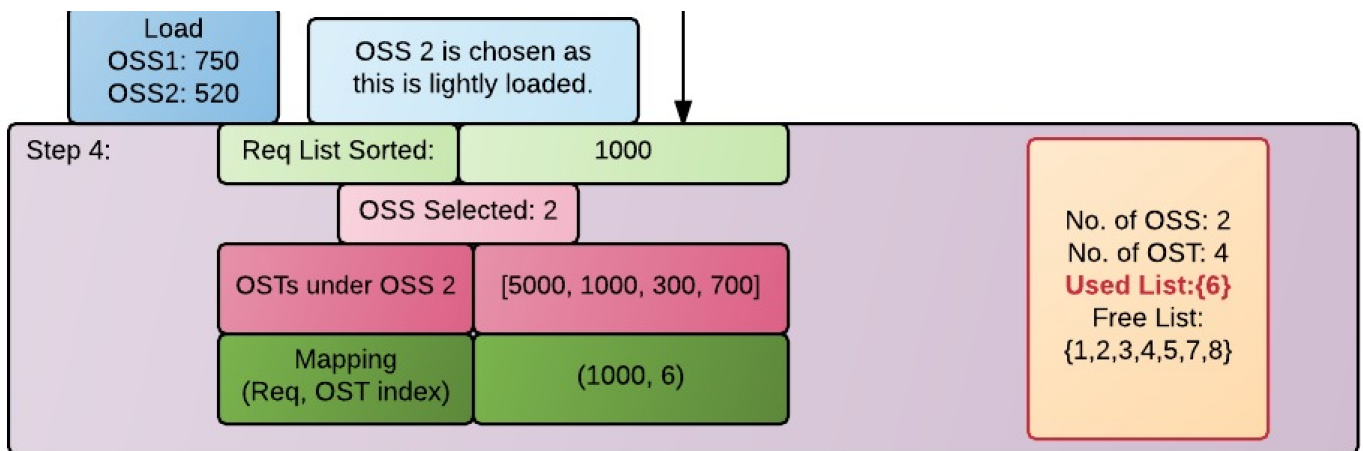 Load
OSS1: 750
OSS2: 520
OSS 2 is chosen as
this is lightly loaded.
Step 4:
Req List Sorted:
1000
OSS Selected: 2
OSTs under OSS 2
[5000, 1000, 300, 700]
Mapping
(Req, OST index)
(1000, 6)
No. of OSS: 2
No. of OST: 4
Used List:{6}
Free List:
{1,2,3,4,5,7,8}